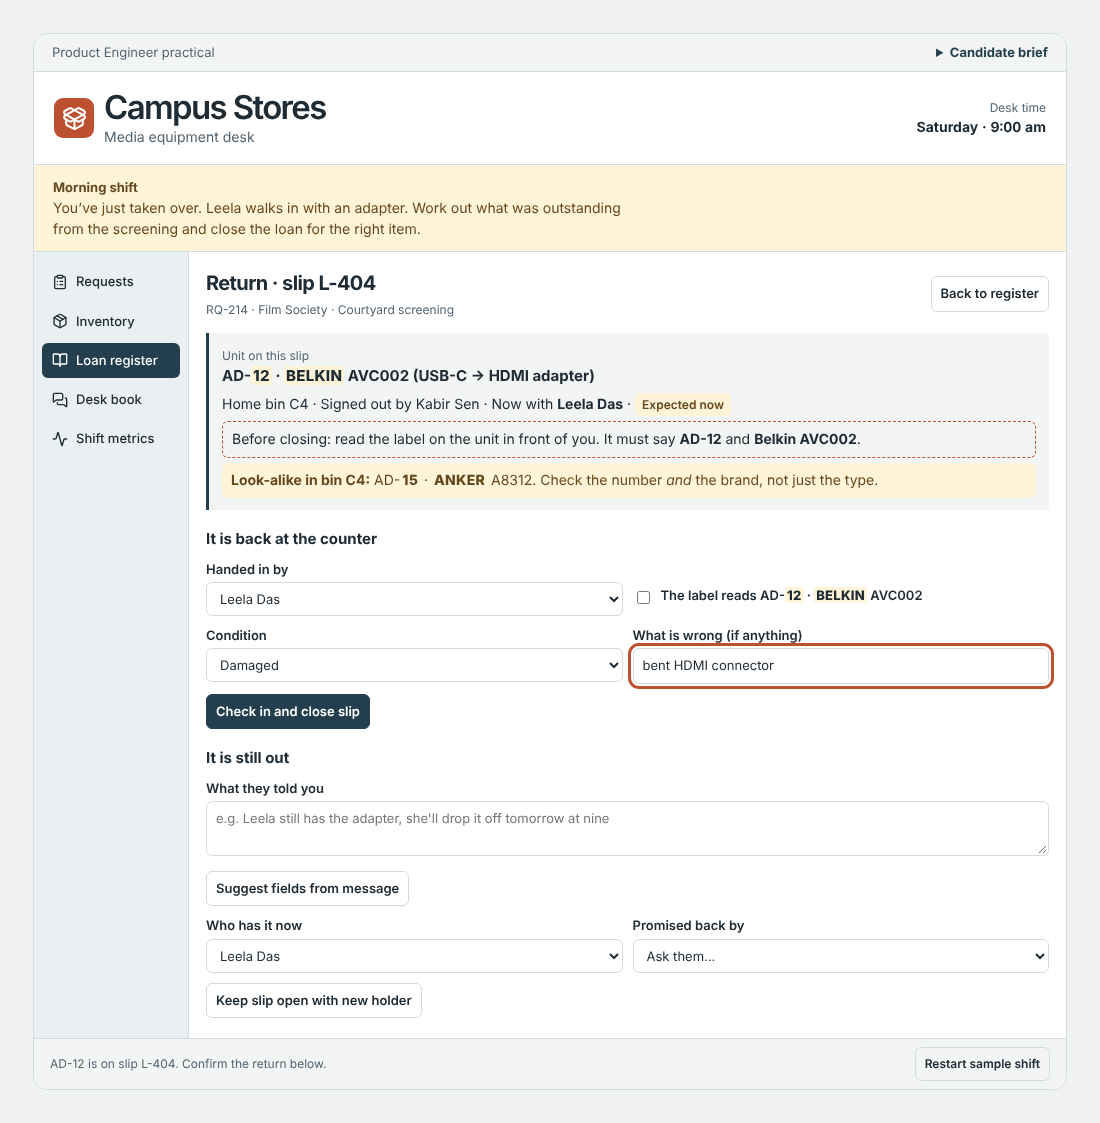 Product Engineer practical
▶ Candidate brief
Campus Stores
Media equipment desk
Desk time
Saturday · 9:00 am
Morning shift
You’ve just taken over. Leela walks in with an adapter. Work out what was outstanding
from the screening and close the loan for the right item.
Requests
Inventory
Loan register
Desk book
Shift metrics
Return · slip L-404
RQ-214 · Film Society · Courtyard screening
Back to register
Unit on this slip
AD-12 · BELKIN AVC002 (USB-C → HDMI adapter)
Home bin C4 · Signed out by Kabir Sen · Now with Leela Das · Expected now
Before closing: read the label on the unit in front of you. It must say AD-12 and Belkin AVC002.
Look-alike in bin C4: AD-15 · ANKER A8312. Check the number and the brand, not just the type.
It is back at the counter
Handed in by
Leela Das
The label reads AD-12 · BELKIN AVC002
Condition
What is wrong (if anything)
Damaged
bent HDMI connector
Check in and close slip
It is still out
What they told you
e.g. Leela still has the adapter, she'll drop it off tomorrow at nine
Suggest fields from message
Who has it now
Promised back by
Leela Das
Ask them...
Keep slip open with new holder
AD-12 is on slip L-404. Confirm the return below.
Restart sample shift